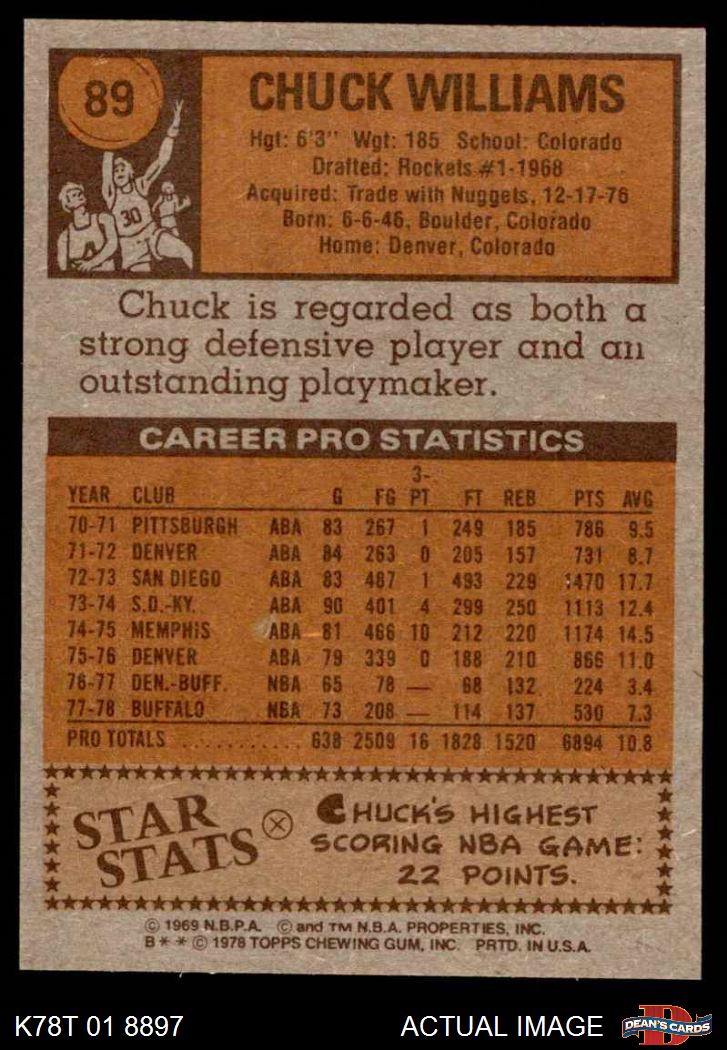 89
CHUCK WILLIAMS
Hgt: 6'3" Wgt: 185 School: Colorado
Drafted: Rockets #1-1968
Acquired: Trade with Nuggets, 12-17-76
Born: 6-6-46, Boulder, Colorado
Home: Denver, Colorado
30
Chuck is regarded as both a
strong defensive player and an
outstanding playmaker.
CAREER PRO STATISTICS
YEAR CLUB G FG 3-PT FT REB PTS AVG
70-71 PITTSBURGH ABA 83 267 1 249 185 786 9.5
71-72 DENVER ABA 84 263 0 205 157 731 8.7
72-73 SAN DIEGO ABA 83 487 1 493 229 1470 17.7
73-74 S.D.-KY. ABA 90 401 4 299 250 1113 12.4
74-75 MEMPHIS ABA 81 466 10 212 220 1174 14.5
75-76 DENVER ABA 79 339 0 188 210 866 11.0
76-77 DEN.-BUFF. NBA 65 78 — 68 132 224 3.4
77-78 BUFFALO NBA 73 208 — 114 137 530 7.3
PRO TOTALS ............ 638 2509 16 1828 1520 6894 10.8
STAR STATS
CHUCK'S HIGHEST
SCORING NBA GAME:
22 POINTS.
© 1969 N.B.P.A. © and TM N.B.A. PROPERTIES, INC.
B * * © 1978 TOPPS CHEWING GUM, INC. PRTD. IN U.S.A.
K78T 01 8897 ACTUAL IMAGE
D
DEAN'S CARDS